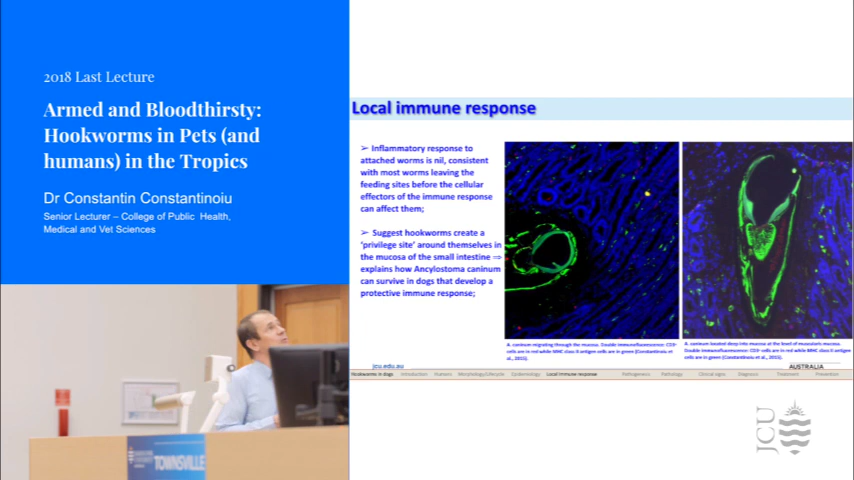 2018 Last Lecture
Armed and Bloodthirsty:
Hookworms in Pets (and
humans) in the Tropics
Dr Constantin Constantinoiu
Senior Lecturer – College of Public Health,
Medical and Vet Sciences
Local immune response
➢ Inflammatory response to
attached worms is nil, consistent
with most worms leaving the
feeding sites before the cellular
effectors of the immune response
can affect them;
➢ Suggest hookworms create a
'privilege site' around themselves in
the mucosa of the small intestine ⇒
explains how Ancylostoma caninum
can survive in dogs that develop a
protective immune response;
A. caninum migrating through the mucosa. Double immunofluorescence: CD3+
cells are in red while MHC class II antigen cells are in green (Constantinoiu et
al., 2015).
A. caninum located deep into mucosa at the level of muscularis mucosa.
Double immunofluorescence: CD3+ cells are in red while MHC class II antigen
cells are in green (Constantinoiu et al., 2015).
jcu.edu.au
AUSTRALIA
Hookworms in dogs Introduction Humans Morphology/Lifecycle Epidemiology Local immune response Pathogenesis Pathology Clinical signs Diagnosis Treatment Prevention
TOWNSVILLE
JCU